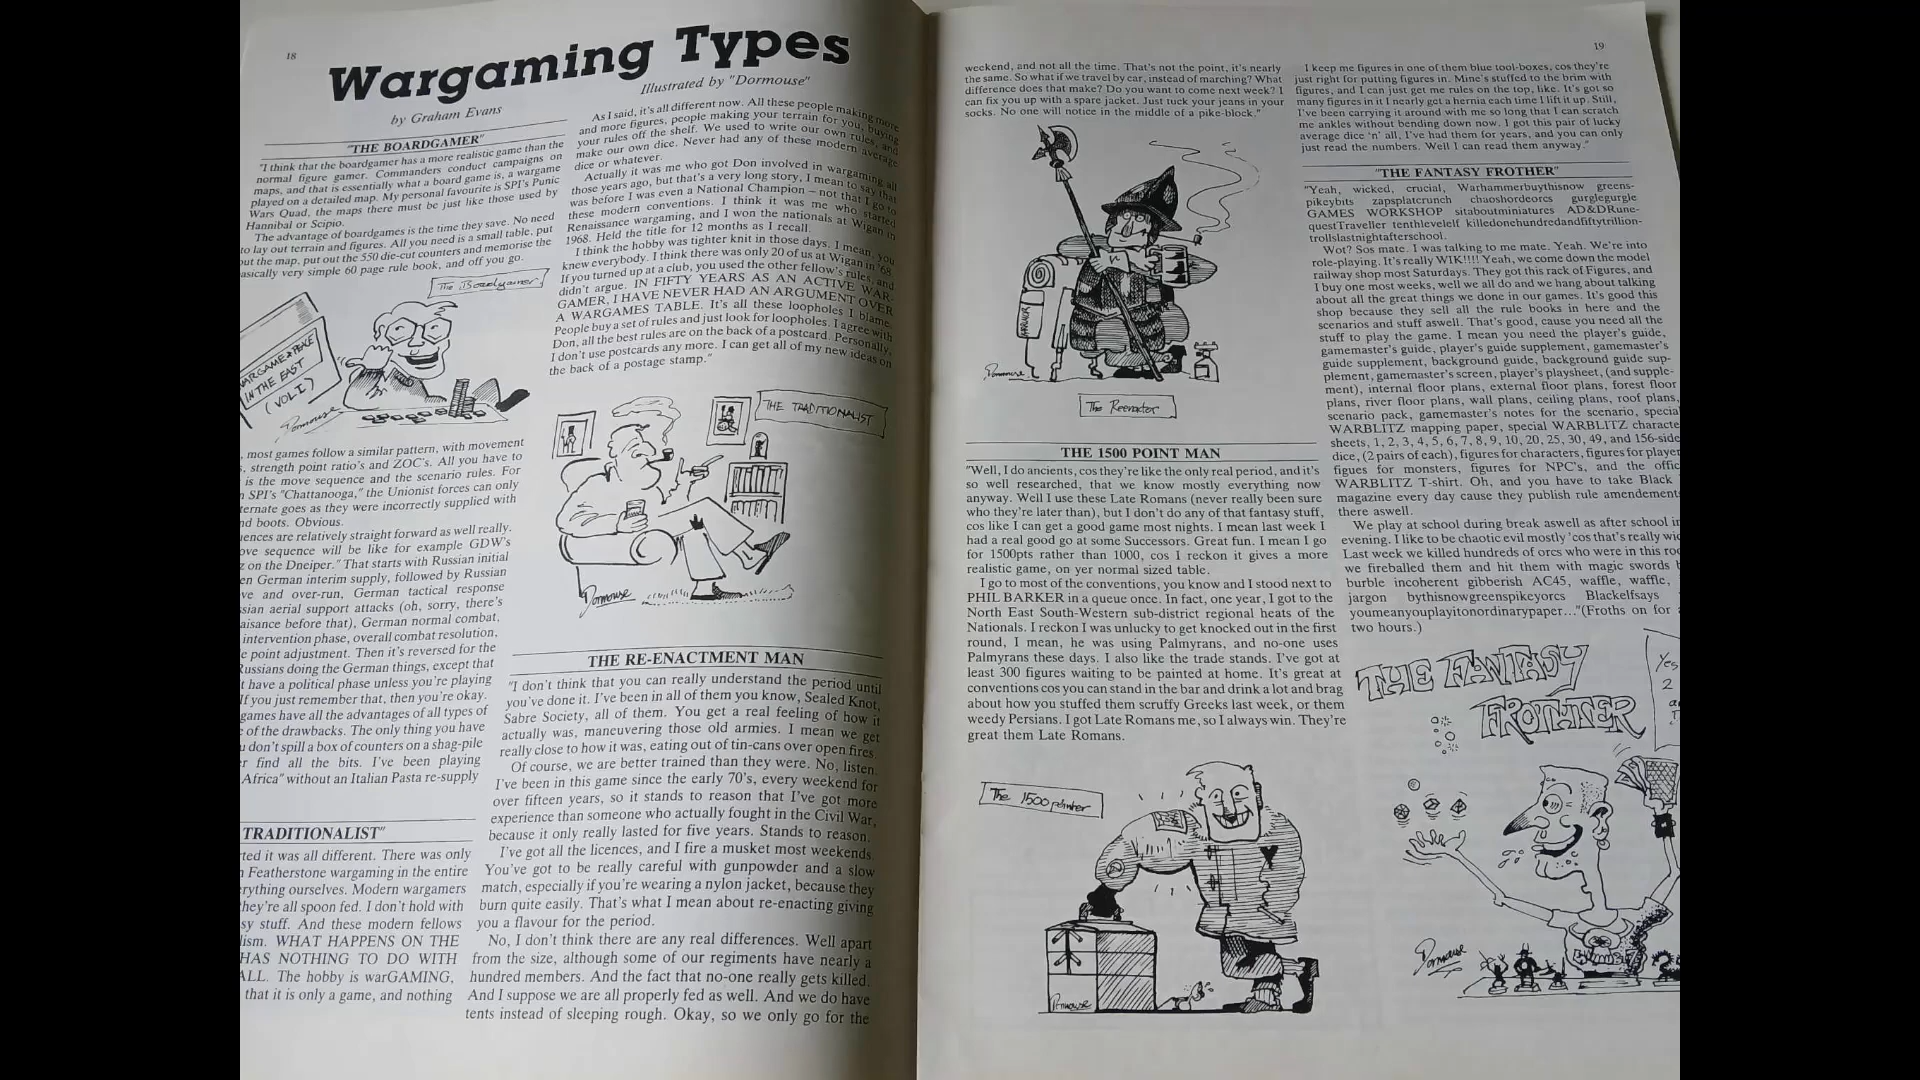 18
Wargaming Types
Illustrated by "Dormouse"
by Graham Evans
"THE BOARDGAMER"
"I think that the boardgamer has a more realistic game than the
normal figure gamer. Commanders conduct campaigns on
maps, and that is essentially what a board game is, a wargame
played on a detailed map. My personal favourite is SPI's Punic
Wars Quad, the maps there must be just like those used by
Hannibal or Scipio.
The advantage of boardgames is the time they save. No need
to lay out terrain and figures. All you need is a small table, put
out the map, put out the 550 die-cut counters and memorise the
basically very simple 60 page rule book, and off you go.
The Boardgamer
WARGAME & PEACE
IN THE EAST
(VOL I)
Dormouse
, most games follow a similar pattern, with movement
, strength point ratio's and ZOC's. All you have to
is the move sequence and the scenario rules. For
SPI's "Chattanooga," the Unionist forces can only
ternate goes as they were incorrectly supplied with
nd boots. Obvious.
uences are relatively straight forward as well really.
ove sequence will be like for example GDW's
z on the Dneiper." That starts with Russian initial
en German interim supply, followed by Russian
ve and over-run, German tactical response
sian aerial support attacks (oh, sorry, there's
aisance before that), German normal combat,
intervention phase, overall combat resolution,
e point adjustment. Then it's reversed for the
Russians doing the German things, except that
t have a political phase unless you're playing
If you just remember that, then you're okay.
games have all the advantages of all types of
of the drawbacks. The only thing you have
u don't spill a box of counters on a shag-pile
r find all the bits. I've been playing
Africa" without an Italian Pasta re-supply
TRADITIONALIST"
ted it was all different. There was only
n Featherstone wargaming in the entire
rything ourselves. Modern wargamers
they're all spoon fed. I don't hold with
sy stuff. And these modern fellows
lism. WHAT HAPPENS ON THE
HAS NOTHING TO DO WITH
ALL. The hobby is warGAMING,
that it is only a game, and nothing
As I said, it's all different now. All these people making more
and more figures, people making your terrain for you, buying
your rules off the shelf. We used to write our own rules, and
make our own dice. Never had any of these modern average
dice or whatever.
Actually it was me who got Don involved in wargaming all
those years ago, but that's a very long story, I mean to say that
was before I was even a National Champion – not that I go to
these modern conventions. I think it was me who started
Renaissance wargaming, and I won the nationals at Wigan in
1968. Held the title for 12 months as I recall.
I think the hobby was tighter knit in those days. I mean, you
knew everybody. I think there was only 20 of us at Wigan in '68.
If you turned up at a club, you used the other fellow's rules, and
didn't argue. IN FIFTY YEARS AS AN ACTIVE WAR-
GAMER, I HAVE NEVER HAD AN ARGUMENT OVER
A WARGAMES TABLE. It's all these loopholes I blame.
People buy a set of rules and just look for loopholes. I agree with
Don, all the best rules are on the back of a postcard. Personally,
I don't use postcards any more. I can get all of my new ideas on
the back of a postage stamp."
THE TRADITIONALIST
Dormouse
THE RE-ENACTMENT MAN
"I don't think that you can really understand the period until
you've done it. I've been in all of them you know, Sealed Knot,
Sabre Society, all of them. You get a real feeling of how it
actually was, maneuvering those old armies. I mean we get
really close to how it was, eating out of tin-cans over open fires.
Of course, we are better trained than they were. No, listen.
I've been in this game since the early 70's, every weekend for
over fifteen years, so it stands to reason that I've got more
experience than someone who actually fought in the Civil War,
because it only really lasted for five years. Stands to reason.
I've got all the licences, and I fire a musket most weekends.
You've got to be really careful with gunpowder and a slow
match, especially if you're wearing a nylon jacket, because they
burn quite easily. That's what I mean about re-enacting giving
you a flavour for the period.
No, I don't think there are any real differences. Well apart
from the size, although some of our regiments have nearly a
hundred members. And the fact that no-one really gets killed.
And I suppose we are all properly fed as well. And we do have
tents instead of sleeping rough. Okay, so we only go for the
19
weekend, and not all the time. That's not the point, it's nearly
the same. So what if we travel by car, instead of marching? What
difference does that make? Do you want to come next week? I
can fix you up with a spare jacket. Just tuck your jeans in your
socks. No one will notice in the middle of a pike-block."
Dormouse
The Reenactor
THE 1500 POINT MAN
"Well, I do ancients, cos they're like the only real period, and it's
so well researched, that we know mostly everything now
anyway. Well I use these Late Romans (never really been sure
who they're later than), but I don't do any of that fantasy stuff,
cos like I can get a good game most nights. I mean last week I
had a real good go at some Successors. Great fun. I mean I go
for 1500pts rather than 1000, cos I reckon it gives a more
realistic game, on yer normal sized table.
I go to most of the conventions, you know and I stood next to
PHIL BARKER in a queue once. In fact, one year, I got to the
North East South-Western sub-district regional heats of the
Nationals. I reckon I was unlucky to get knocked out in the first
round, I mean, he was using Palmyrans, and no-one uses
Palmyrans these days. I also like the trade stands. I've got at
least 300 figures waiting to be painted at home. It's great at
conventions cos you can stand in the bar and drink a lot and brag
about how you stuffed them scruffy Greeks last week, or them
weedy Persians. I got Late Romans me, so I always win. They're
great them Late Romans.
The 1500 pointer
Dormouse
I keep me figures in one of them blue tool-boxes, cos they're
just right for putting figures in. Mine's stuffed to the brim with
figures, and I can just get me rules on the top, like. It's got so
many figures in it I nearly get a hernia each time I lift it up. Still,
I've been carrying it around with me so long that I can scratch
me ankles without bending down now. I got this pair of lucky
average dice 'n' all, I've had them for years, and you can only
just read the numbers. Well I can read them anyway."
"THE FANTASY FROTHER"
"Yeah, wicked, crucial, Warhammerbuythisnow greens-
pikeybits zapsplatcrunch chaoshordeorcs gurglegurgle
GAMES WORKSHOP sitaboutminiatures AD&DRune-
questTraveller tenthlevelelf killedonehundredandfiftytrillion-
trollslastnightafterschool.
Wot? Sos mate. I was talking to me mate. Yeah. We're into
role-playing. It's really WIK!!!! Yeah, we come down the model
railway shop most Saturdays. They got this rack of Figures, and
I buy one most weeks, well we all do and we hang about talking
about all the great things we done in our games. It's good this
shop because they sell all the rule books in here and the
scenarios and stuff aswell. That's good, cause you need all the
stuff to play the game. I mean you need the player's guide,
gamemaster's guide, player's guide supplement, gamemaster's
guide supplement, background guide, background guide sup-
plement, gamemaster's screen, player's playsheet, (and supple-
ment), internal floor plans, external floor plans, forest floor
plans, river floor plans, wall plans, ceiling plans, roof plans,
scenario pack, gamemaster's notes for the scenario, special
WARBLITZ mapping paper, special WARBLITZ characte
sheets, 1, 2, 3, 4, 5, 6, 7, 8, 9, 10, 20, 25, 30, 49, and 156-side
dice, (2 pairs of each), figures for characters, figures for player
figues for monsters, figures for NPC's, and the offic
WARBLITZ T-shirt. Oh, and you have to take Black
magazine every day cause they publish rule amendement
there aswell.
We play at school during break aswell as after school in
evening. I like to be chaotic evil mostly 'cos that's really wic
Last week we killed hundreds of orcs who were in this roo
we fireballed them and hit them with magic swords b
burble incoherent gibberish AC45, waffle, waffle,
jargon bythisnowgreenspikeyorcs Blackelfsays
youmeanyouplayitonordinarypaper..."(Froths on for a
two hours.)
THE FANTASY
FROTHER
Yes
2
Dormouse